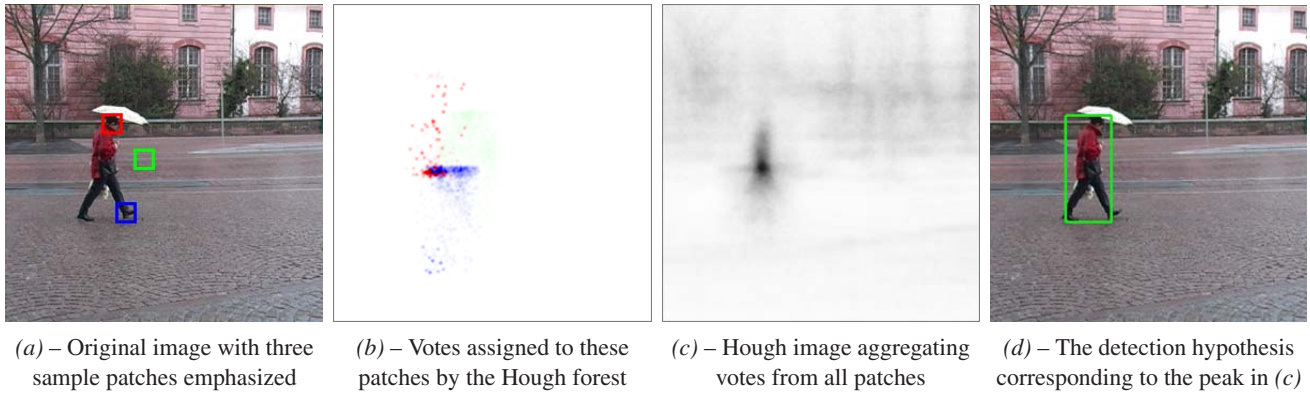 (a) – Original image with three
sample patches emphasized
(b) – Votes assigned to these
patches by the Hough forest
(c) – Hough image aggregating
votes from all patches
(d) – The detection hypothesis
corresponding to the peak in (c)